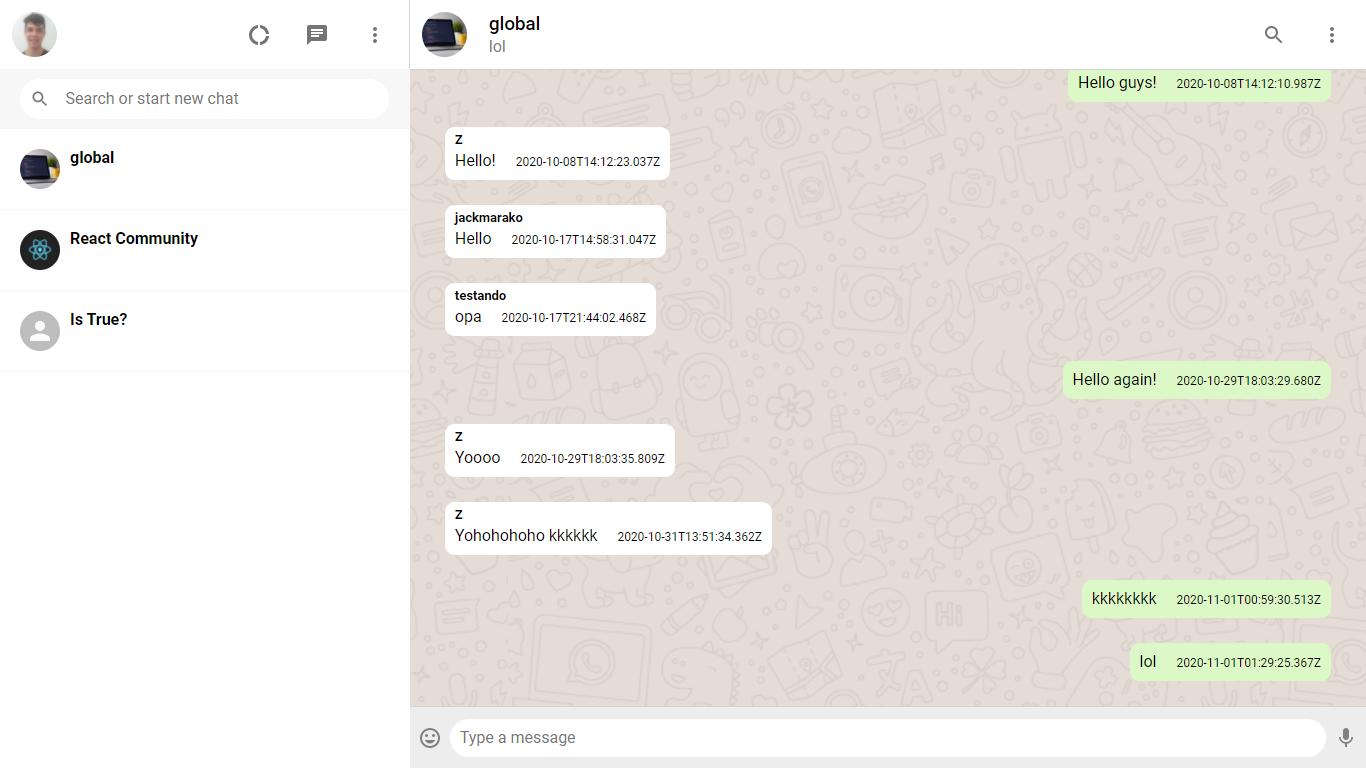 Search or start new chat
global
React Community
Is True?
global
lol
Hello guys! 2020-10-08T14:12:10.987Z
Z
Hello! 2020-10-08T14:12:23.037Z
jackmarako
Hello 2020-10-17T14:58:31.047Z
testando
opa 2020-10-17T21:44:02.468Z
Hello again! 2020-10-29T18:03:29.680Z
Z
Yoooo 2020-10-29T18:03:35.809Z
Z
Yohohohoho kkkkkk 2020-10-31T13:51:34.362Z
kkkkkkkk 2020-11-01T00:59:30.513Z
Hi
lol 2020-11-01T01:29:25.367Z
Type a message